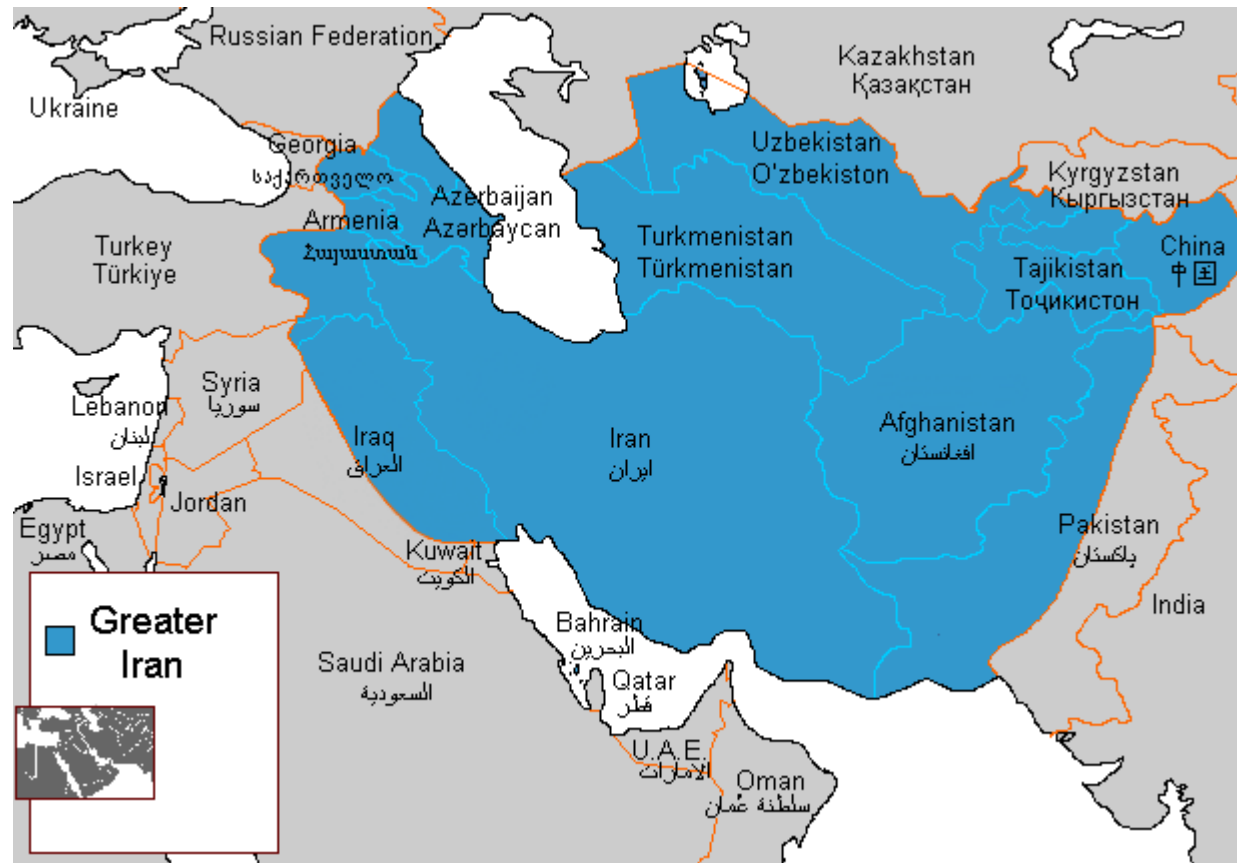 Russian Federation
Kazakhstan
Қазақстан
Ukraine
Georgia
საქართველო
Uzbekistan
O'zbekiston
Kyrgyzstan
Кыргызстан
Azerbaijan
Azərbaycan
Armenia
Հայաստան
Turkey
Türkiye
Turkmenistan
Türkmenistan
Tajikistan
Тоҷикистон
China
中国
Syria
سوريا
Lebanon
لبنان
Iraq
العراق
Iran
ايران
Afghanistan
افغانستان
Israel
Jordan
Egypt
مصر
Kuwait
الكويت
Pakistan
پاکستان
India
Bahrain
البحرين
Saudi Arabia
السعودية
Qatar
قطر
U.A.E.
الامارات
Oman
سلطنة عُمان
Greater
Iran